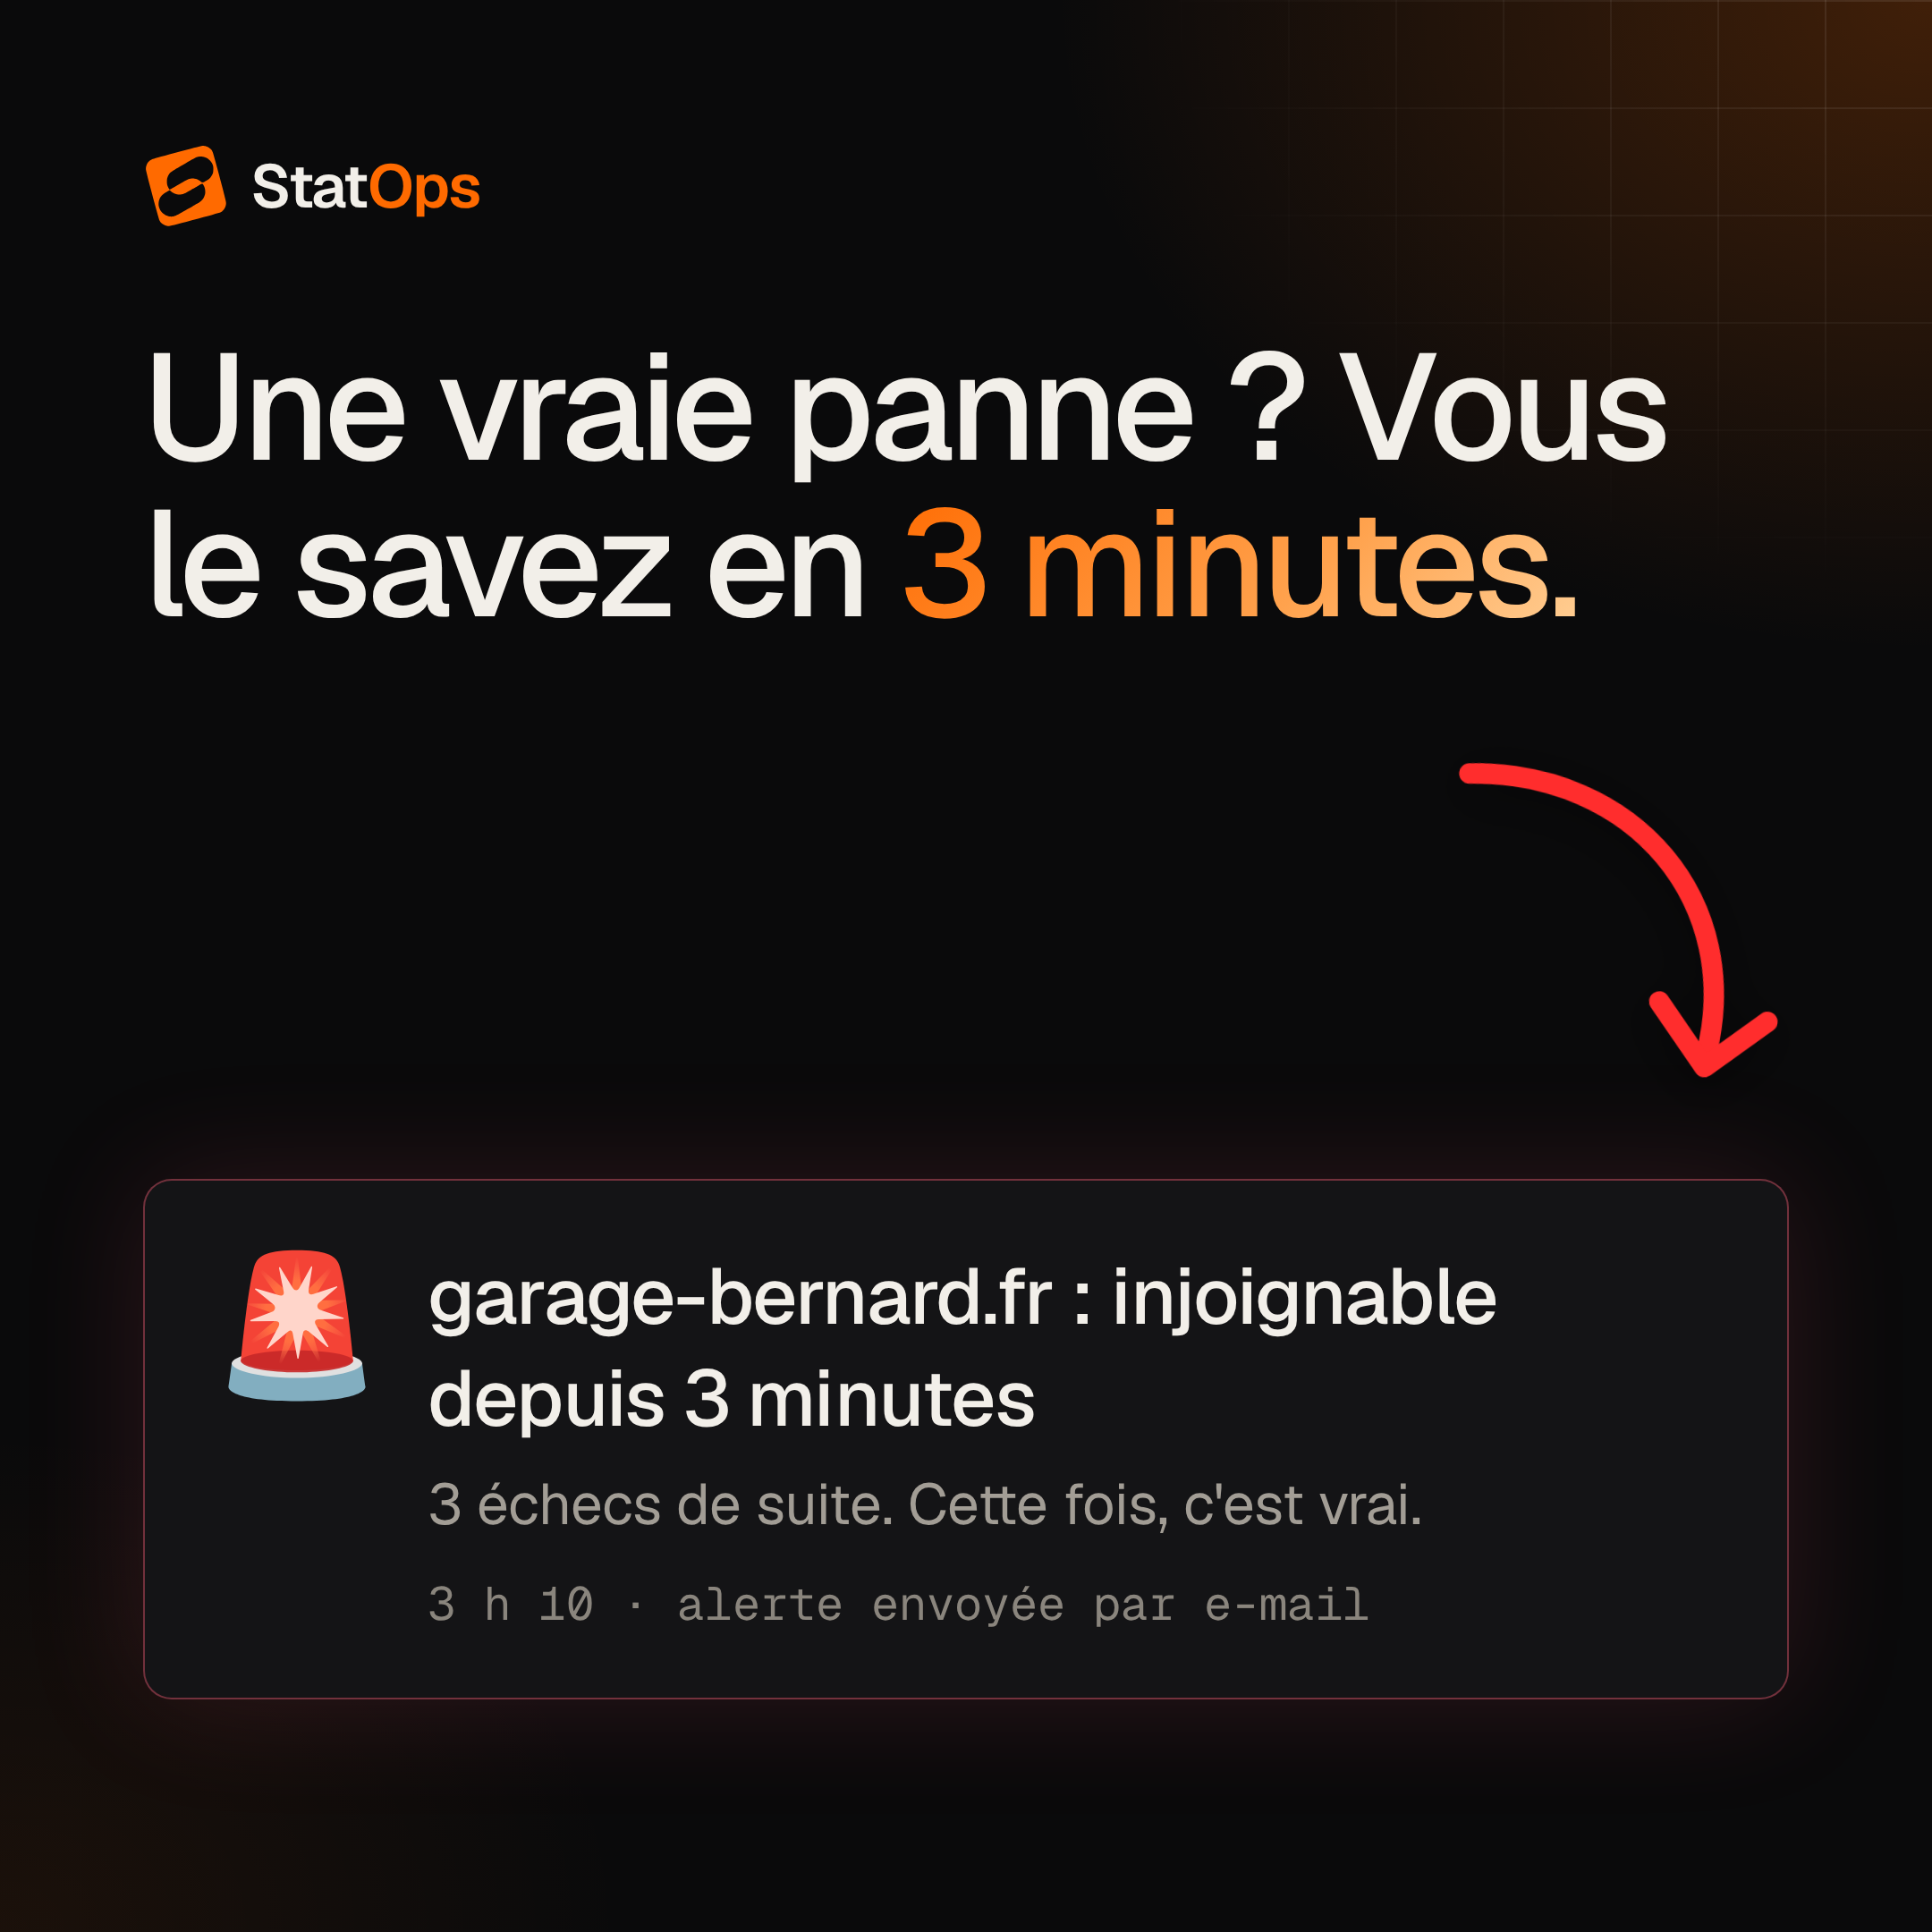 StatOps
Une vraie panne ? Vous
le savez en 3 minutes.
garage-bernard.fr : injoignable
depuis 3 minutes
3 échecs de suite. Cette fois, c'est vrai.
3 h 10 · alerte envoyée par e-mail